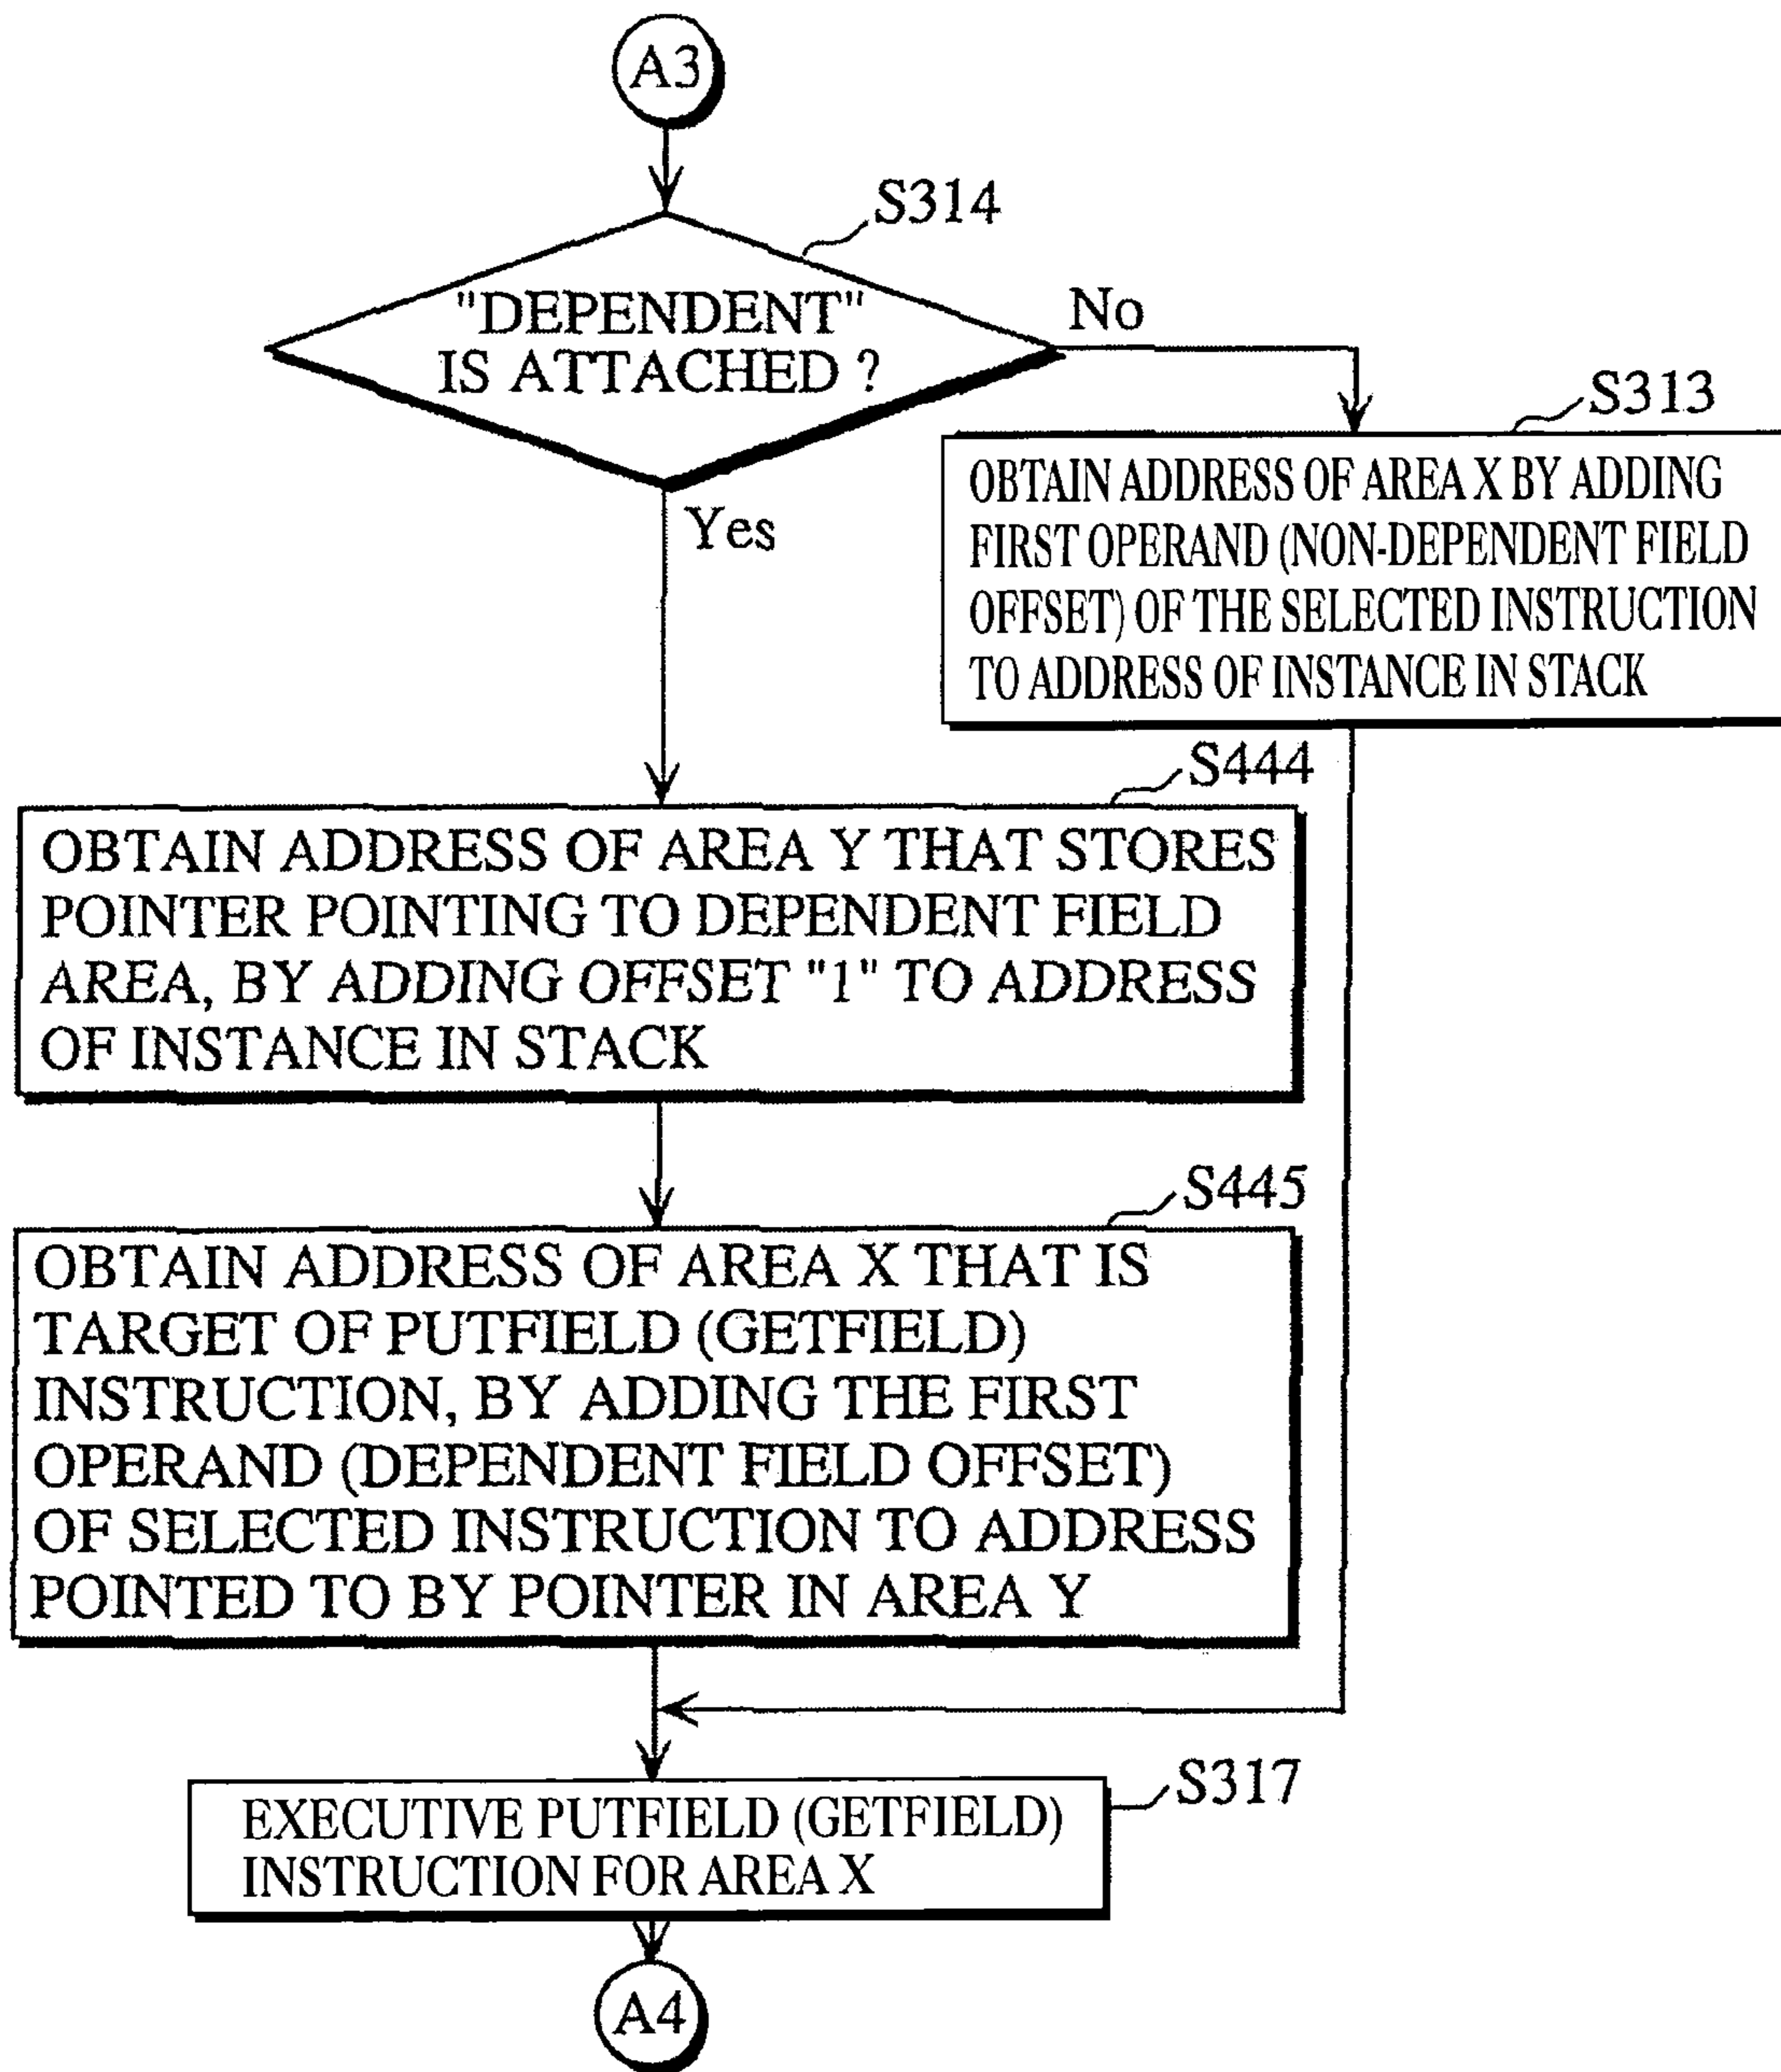 A3
S314
"DEPENDENT"
IS ATTACHED ?
No
Yes
S313
OBTAIN ADDRESS OF AREA X BY ADDING
FIRST OPERAND (NON-DEPENDENT FIELD
OFFSET) OF THE SELECTED INSTRUCTION
TO ADDRESS OF INSTANCE IN STACK
S444
OBTAIN ADDRESS OF AREA Y THAT STORES
POINTER POINTING TO DEPENDENT FIELD
AREA, BY ADDING OFFSET "1" TO ADDRESS
OF INSTANCE IN STACK
S445
OBTAIN ADDRESS OF AREA X THAT IS
TARGET OF PUTFIELD (GETFIELD)
INSTRUCTION, BY ADDING THE FIRST
OPERAND (DEPENDENT FIELD OFFSET)
OF SELECTED INSTRUCTION TO ADDRESS
POINTED TO BY POINTER IN AREA Y
S317
EXECUTIVE PUTFIELD (GETFIELD)
INSTRUCTION FOR AREA X
A4